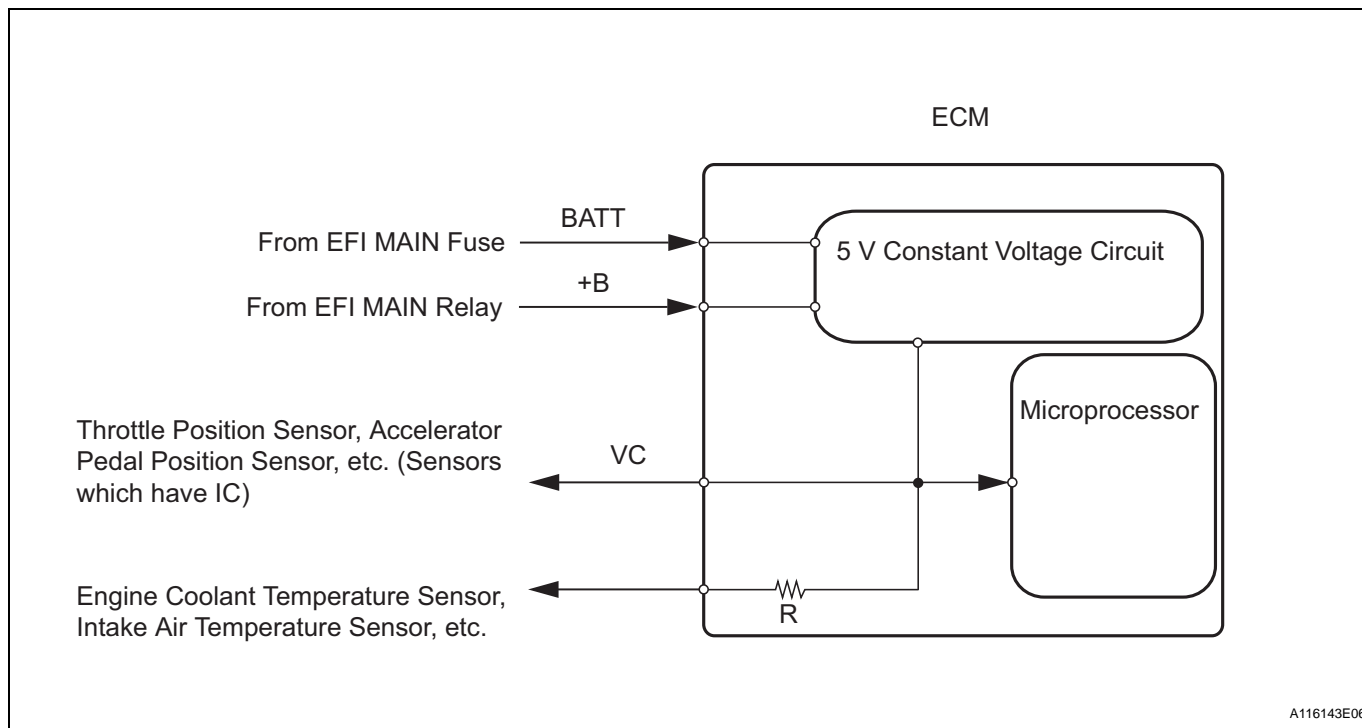 ECM
BATT
From EFI MAIN Fuse
5 V Constant Voltage Circuit
+B
From EFI MAIN Relay
Microprocessor
Throttle Position Sensor, Accelerator
Pedal Position Sensor, etc. (Sensors
which have IC)
VC
Engine Coolant Temperature Sensor,
Intake Air Temperature Sensor, etc.
R
A116143E06